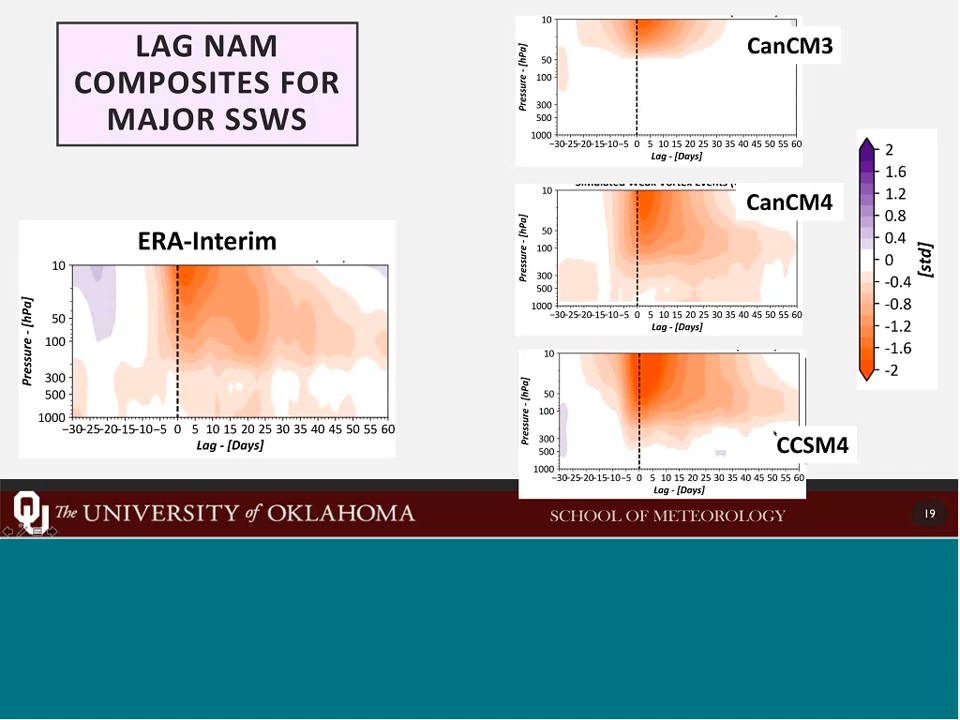 LAG NAM
COMPOSITES FOR
MAJOR SSWS
ERA-Interim
10
50
100
300
500
1000
Pressure - [hPa]
−30−25−20−15−10−5 0 5 10 15 20 25 30 35 40 45 50 55 60
Lag - [Days]
CanCM3
10
50
100
300
500
1000
Pressure - [hPa]
−30−25−20−15−10−5 0 5 10 15 20 25 30 35 40 45 50 55 60
Lag - [Days]
Simulated Weak Vortex Events
CanCM4
10
50
100
300
500
1000
Pressure - [hPa]
−30−25−20−15−10−5 0 5 10 15 20 25 30 35 40 45 50 55 60
Lag - [Days]
CCSM4
10
50
100
300
500
1000
Pressure - [hPa]
−30−25−20−15−10−5 0 5 10 15 20 25 30 35 40 45 50 55 60
Lag - [Days]
2
1.6
1.2
0.8
0.4
0
-0.4
-0.8
-1.2
-1.6
-2
[std]
The UNIVERSITY of OKLAHOMA
SCHOOL OF METEOROLOGY
19